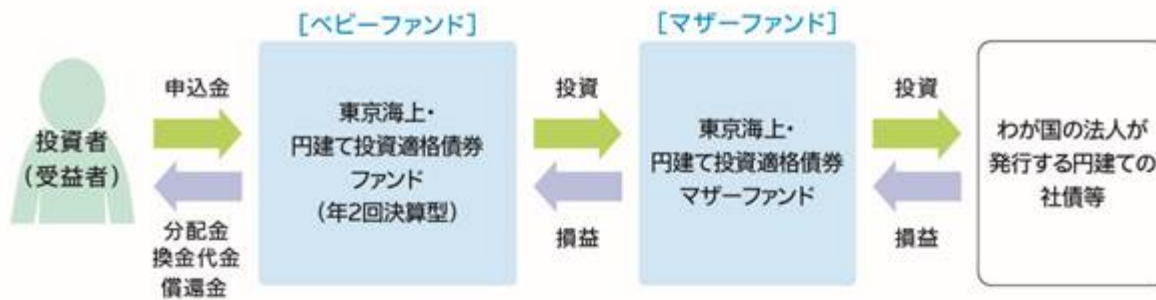 [ベビーファンド]
[マザーファンド]
投資者
(受益者)
申込金
分配金
換金代金
償還金
東京海上・
円建て投資適格債券
ファンド
(年2回決算型)
投資
損益
東京海上・
円建て投資適格債券
マザーファンド
投資
損益
わが国の法人が
発行する円建ての
社債等